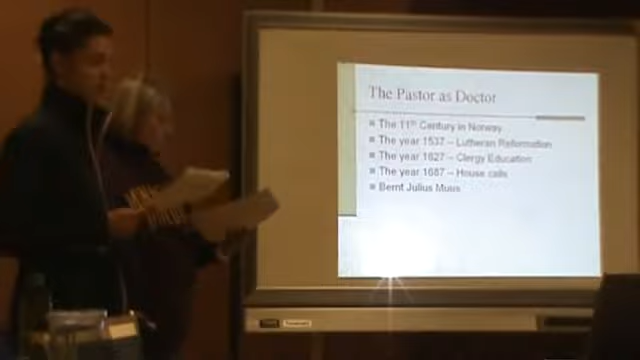 The Pastor as Doctor
The 11th Century in Norway
The year 1537 – Lutheran Reformation
The year 1627 – Clergy Education
The year 1687 – House calls
Bernt Julius Muus